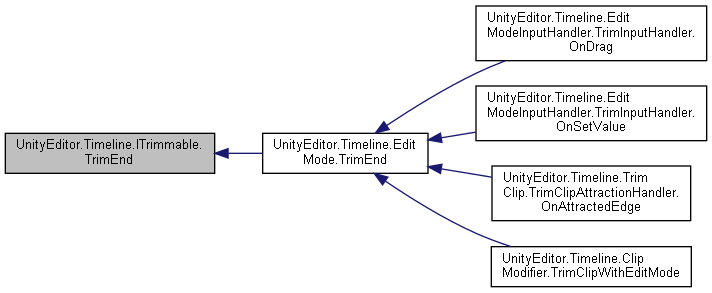 UnityEditor.Timeline.ITrimmable.
TrimEnd
UnityEditor.Timeline.Edit
Mode.TrimEnd
UnityEditor.Timeline.Edit
ModeInputHandler.TrimInputHandler.
OnDrag
UnityEditor.Timeline.Edit
ModeInputHandler.TrimInputHandler.
OnSetValue
UnityEditor.Timeline.Trim
Clip.TrimClipAttractionHandler.
OnAttractedEdge
UnityEditor.Timeline.Clip
Modifier.TrimClipWithEditMode